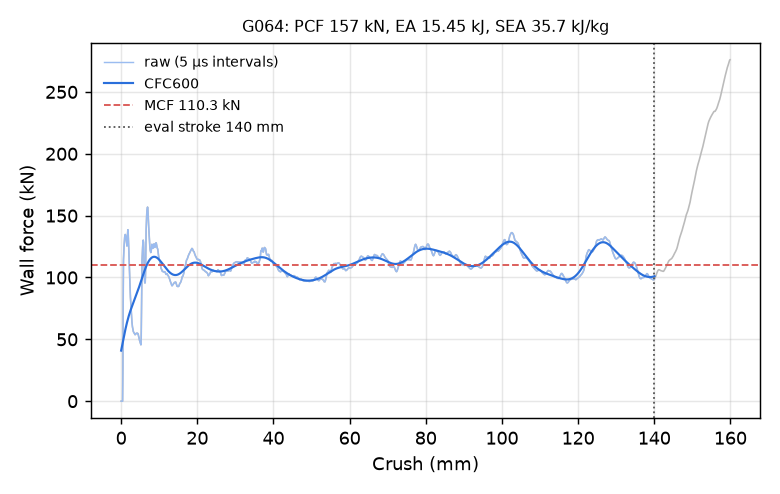 G064: PCF 157 kN, EA 15.45 kJ, SEA 35.7 kJ/kg
raw (5 µs intervals)
CFC600
MCF 110.3 kN
eval stroke 140 mm
Wall force (kN)
250
200
150
100
50
0
0 20 40 60 80 100 120 140 160
Crush (mm)